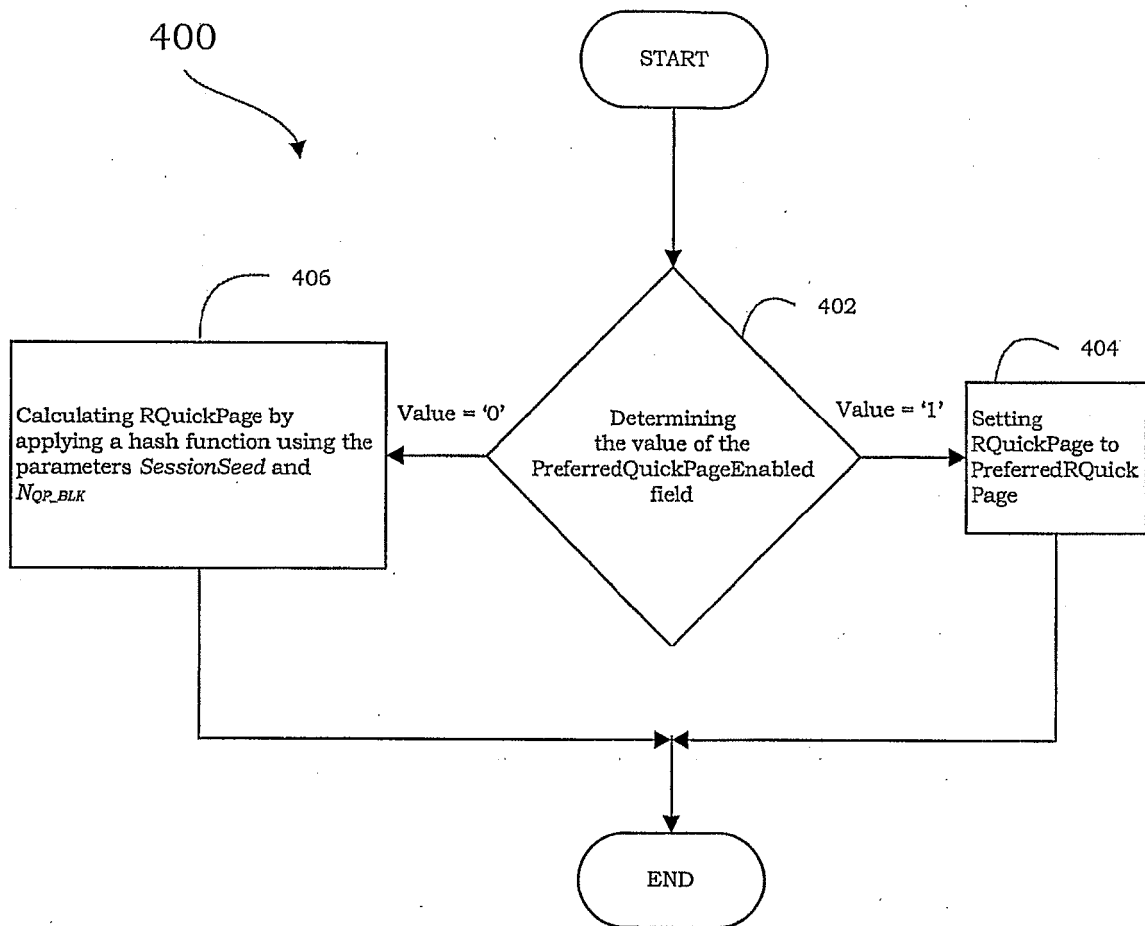 400
START
406
402
404
Calculating RQuickPage by
applying a hash function using the
parameters SessionSeed and
NQP_BLK
Value = '0'
Determining
the value of the
PreferredQuickPageEnabled
field
Value = '1'
Setting
RQuickPage to
PreferredRQuick
Page
END